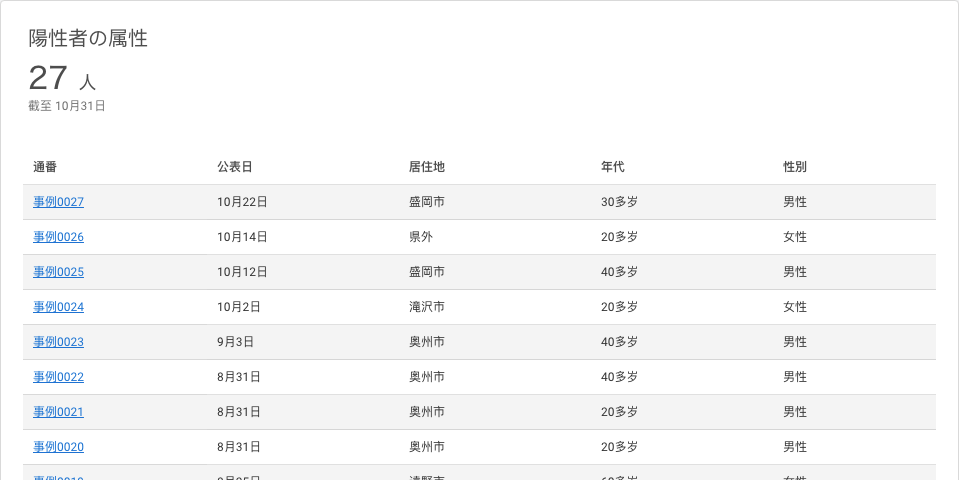 陽性者の属性
27 人
截至 10月31日
通番 公表日 居住地 年代 性別
事例0027 10月22日 盛岡市 30多岁 男性
事例0026 10月14日 県外 20多岁 女性
事例0025 10月12日 盛岡市 40多岁 男性
事例0024 10月2日 滝沢市 20多岁 女性
事例0023 9月3日 奥州市 40多岁 男性
事例0022 8月31日 奥州市 40多岁 男性
事例0021 8月31日 奥州市 20多岁 男性
事例0020 8月31日 奥州市 20多岁 男性